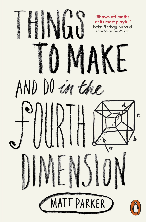 THINGS
TO MAKE
AND DO in the
FOURTH
DIMENSION
MATT PARKER